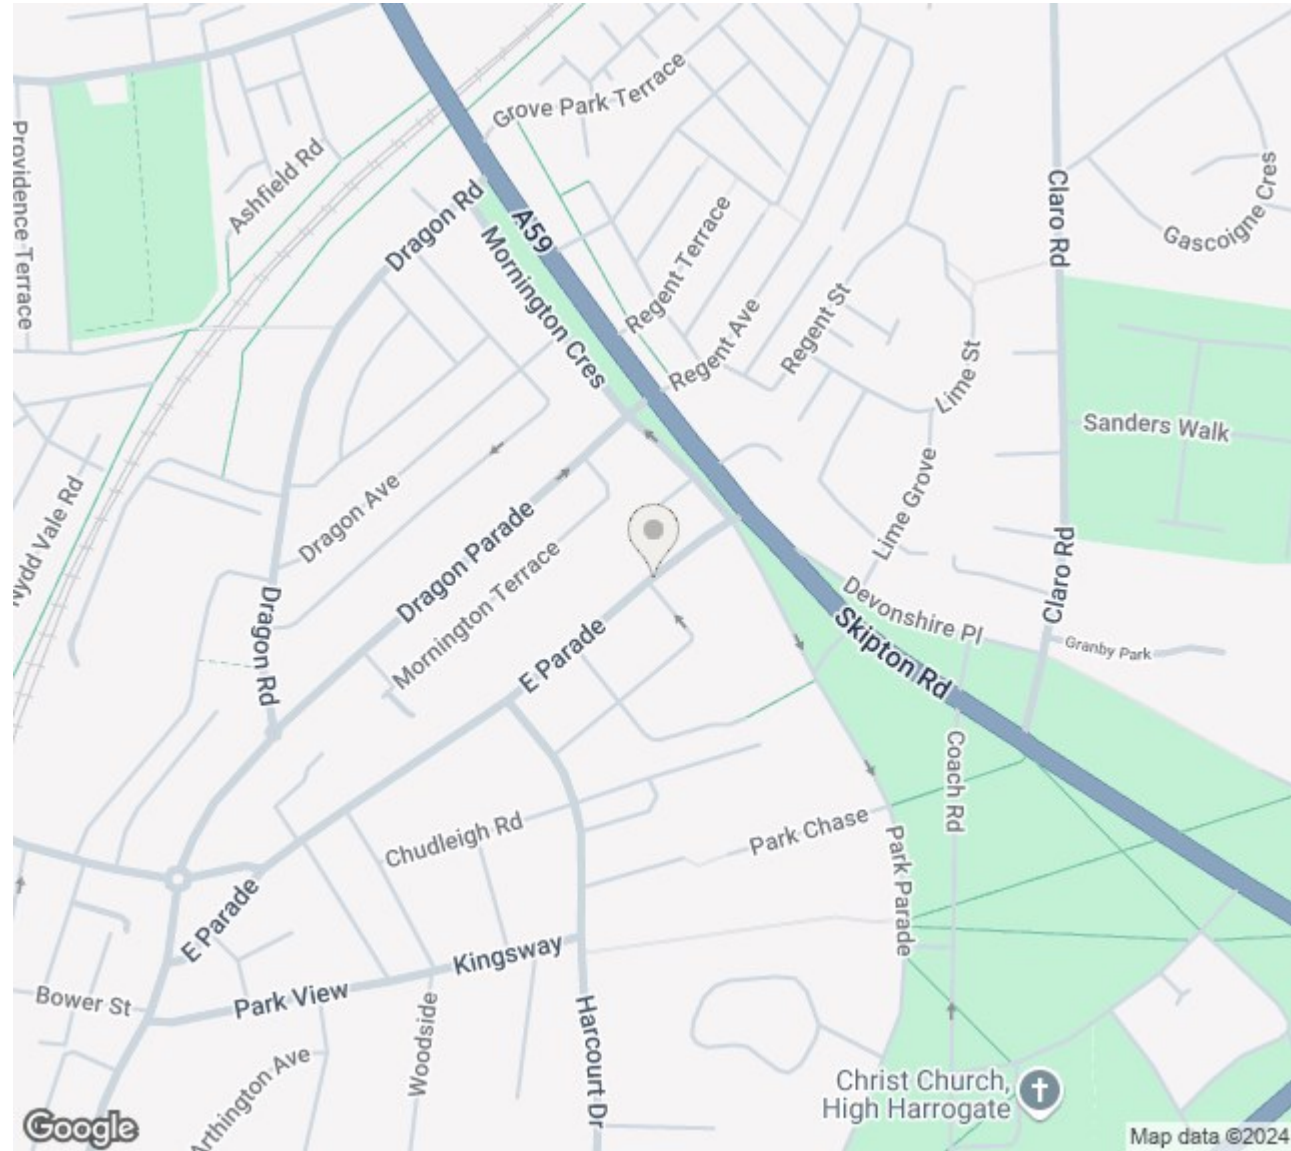 Grove Park Terrace
Providence Terrace
Ashfield Rd
Dragon Rd
A59
Claro Rd
Gascoigne Cres
Mornington Cres
Regent Terrace
Regent Ave
Regent St
Lime St
Sanders Walk
Dragon Ave
Dragon Parade
Lime Grove
Mornington Terrace
Claro Rd
Dragon Rd
E Parade
Devonshire Pl
Skipton Rd
Granby Park
Coach Rd
Chudleigh Rd
Park Chase
Park Parade
E Parade
Kingsway
Park View
Bower St
Woodside
Harcourt Dr
Arthington Ave
Christ Church,
High Harrogate
Google
Map data ©2024